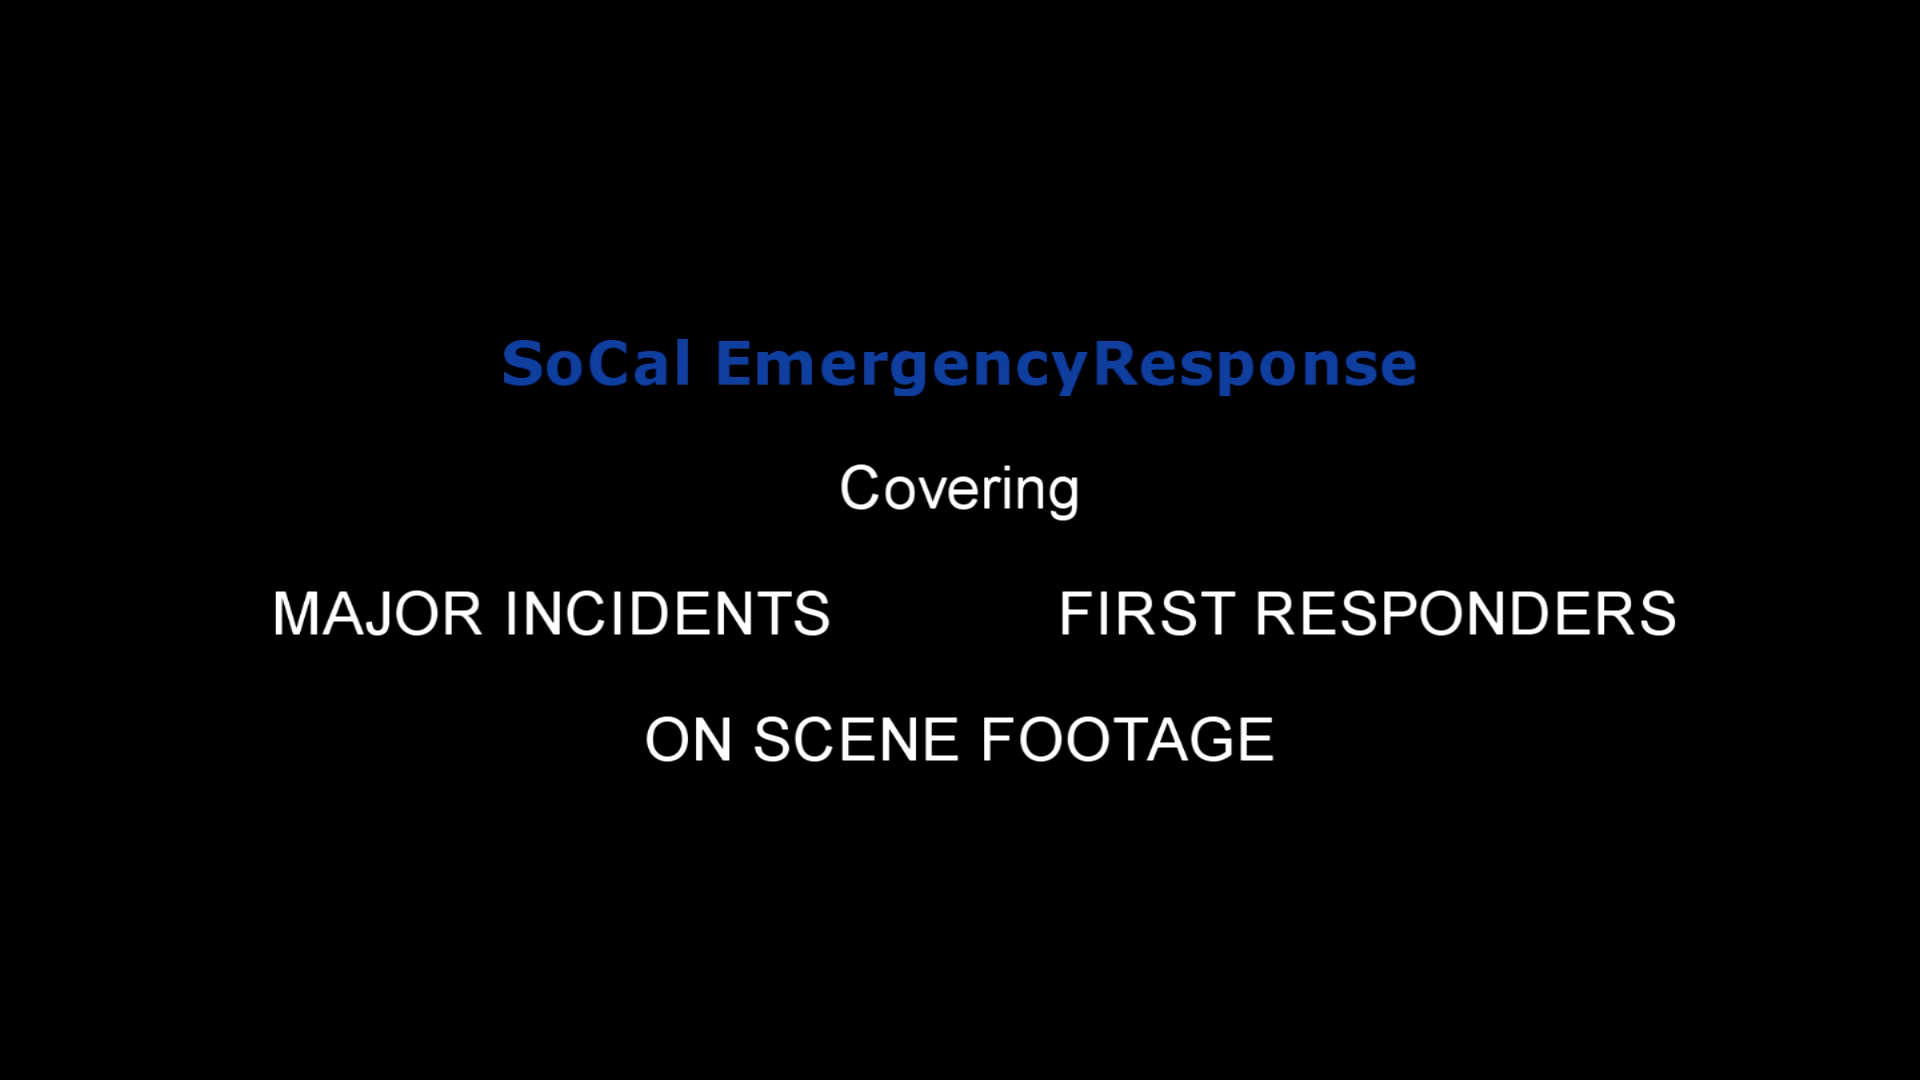 SoCal EmergencyResponse
Covering
MAJOR INCIDENTS FIRST RESPONDERS
ON SCENE FOOTAGE